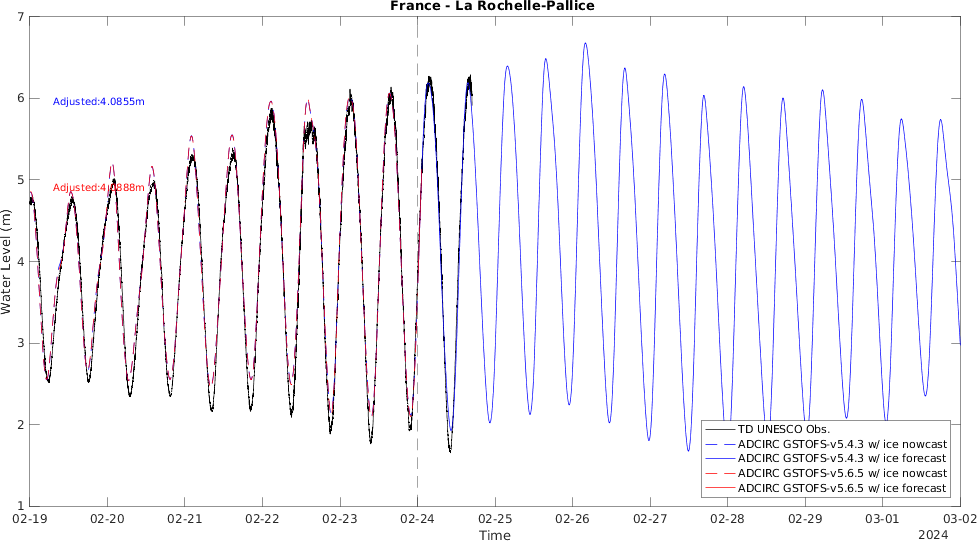 France - La Rochelle-Pallice
7
6
5
4
3
2
1
Water Level (m)
Adjusted:4.0855m
TD UNESCO Obs.
ADCIRC GSTOFS-v5.4.3 w/ ice nowcast
ADCIRC GSTOFS-v5.4.3 w/ ice forecast
ADCIRC GSTOFS-v5.6.5 w/ ice nowcast
ADCIRC GSTOFS-v5.6.5 w/ ice forecast
02-19 02-20 02-21 02-22 02-23 02-24 02-25 02-26 02-27 02-28 02-29 03-01 03-02
Time
2024